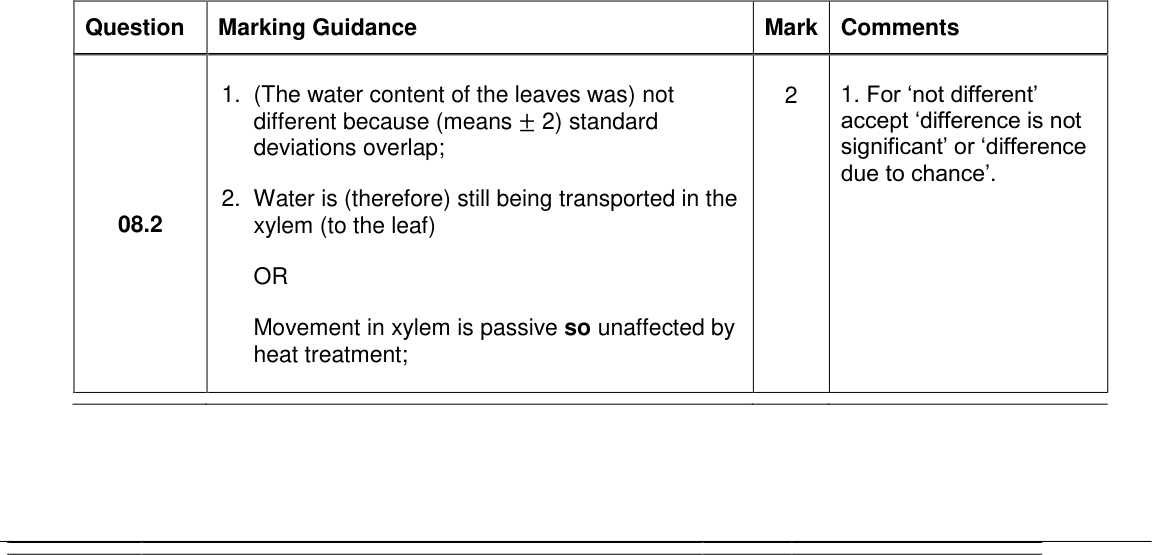 Question Marking Guidance Mark Comments
1. (The water content of the leaves was) not
different because (means ± 2) standard
deviations overlap;
2
1. For ‘not different’
accept ‘difference is not
significant’ or ‘difference
due to chance’.
08.2
2. Water is (therefore) still being transported in the
xylem (to the leaf)
OR
Movement in xylem is passive so unaffected by
heat treatment;